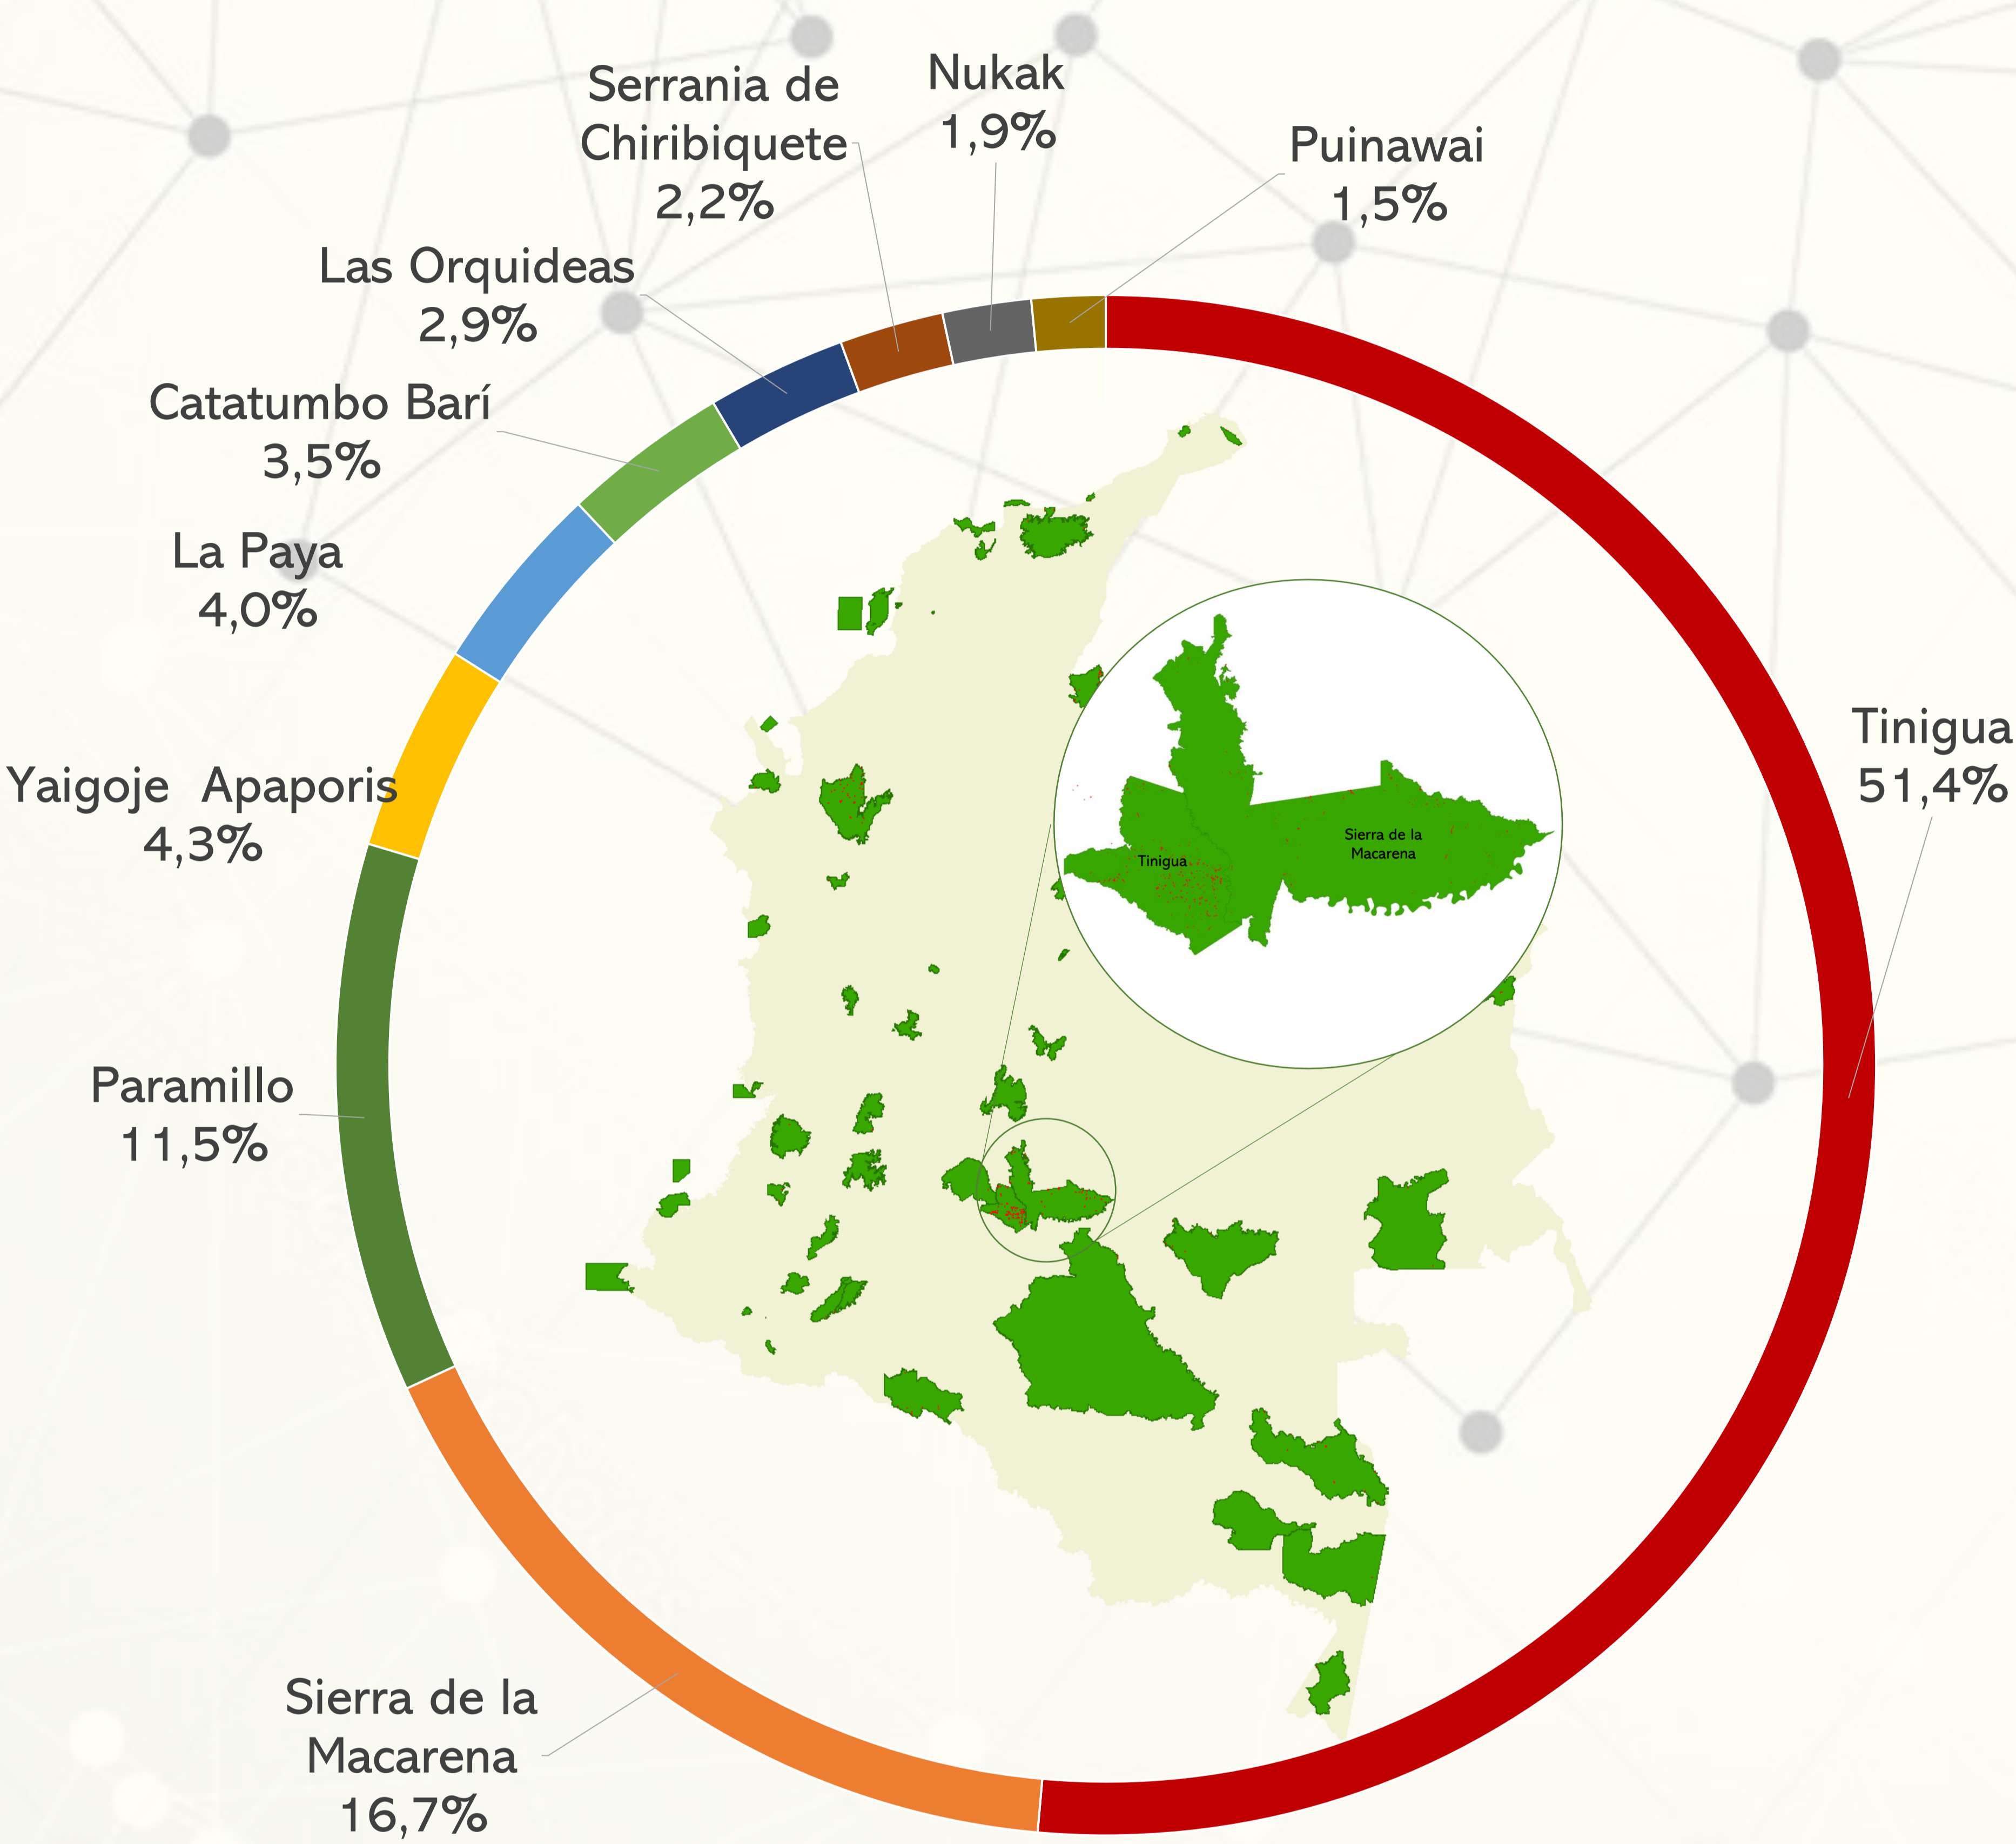 Serrania de
Chiribiquete
2,2%
Nukak
1,9%
Puinawai
1,5%
Las Orquideas
2,9%
Catatumbo Barí
3,5%
La Paya
4,0%
Yaigoje  Apaporis
4,3%
Tinigua
51,4%
Sierra de la
Macarena
Tinigua
Paramillo
11,5%
Sierra de la
Macarena
16,7%